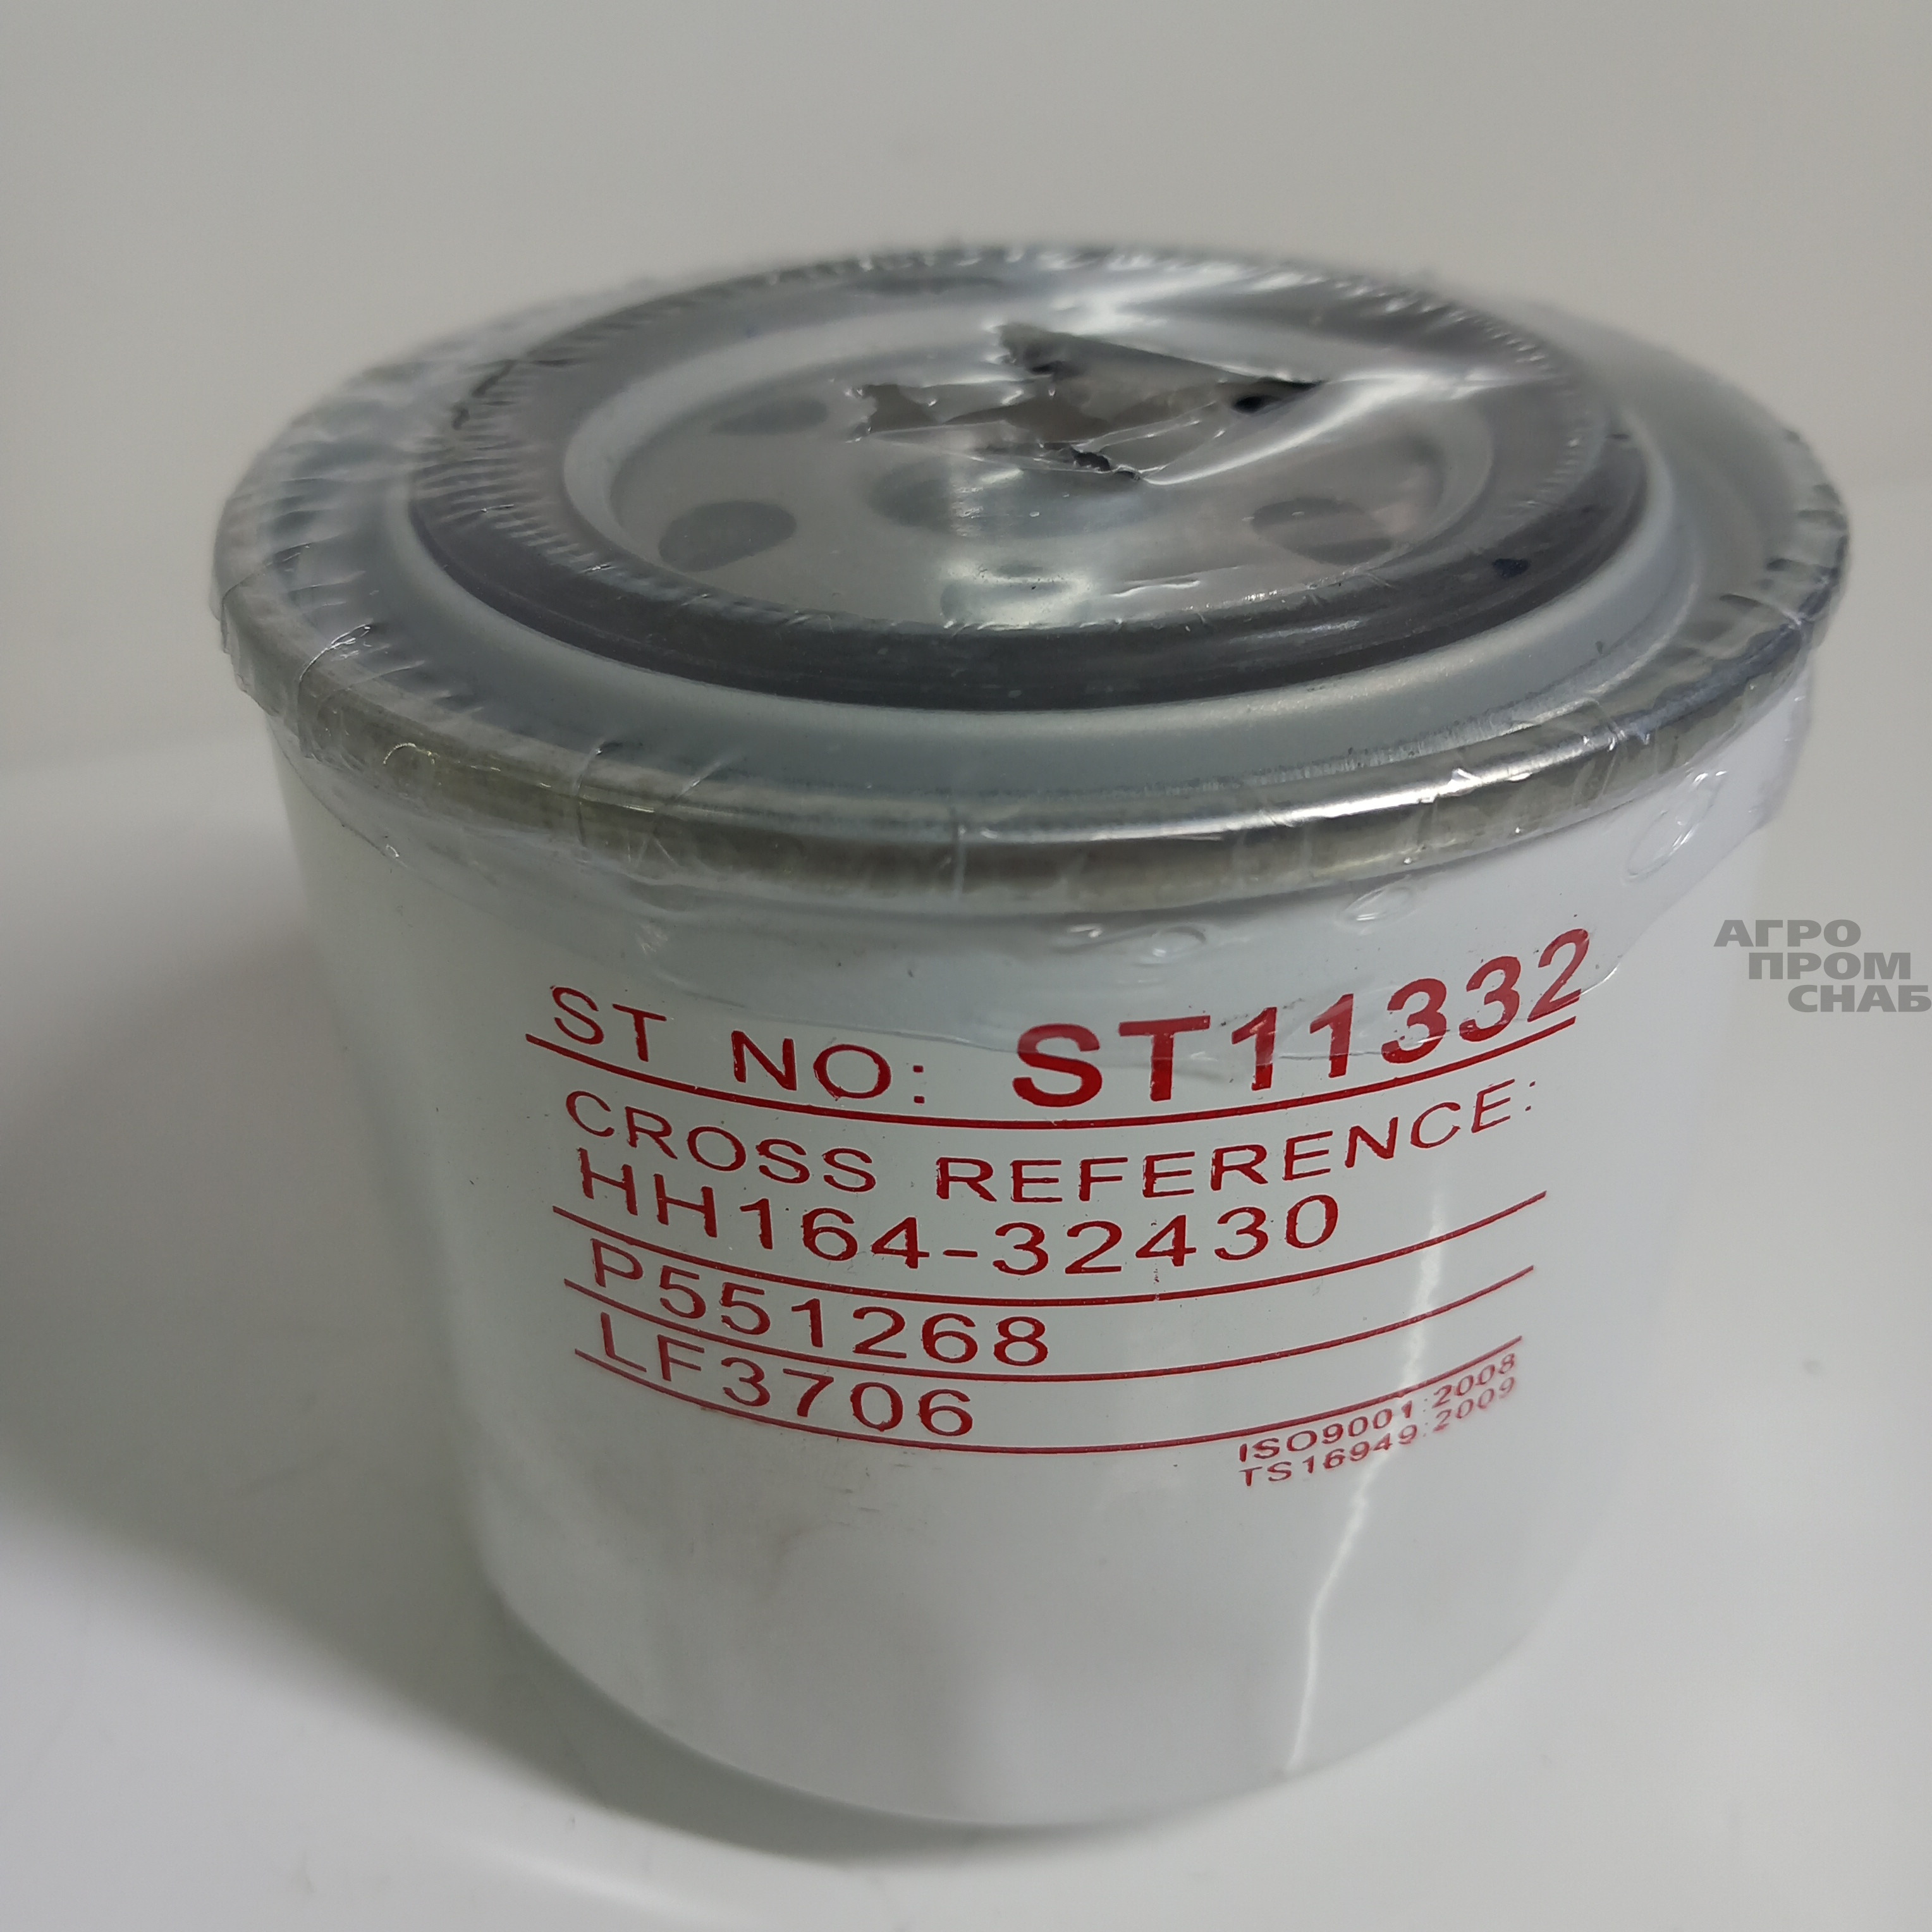 ST NO: ST11332
CROSS REFERENCE:
HH164-32430
P551268
LF3706
ISO9001:2008
TS16949:2009
АГРО
ПРОМ
СНАБ